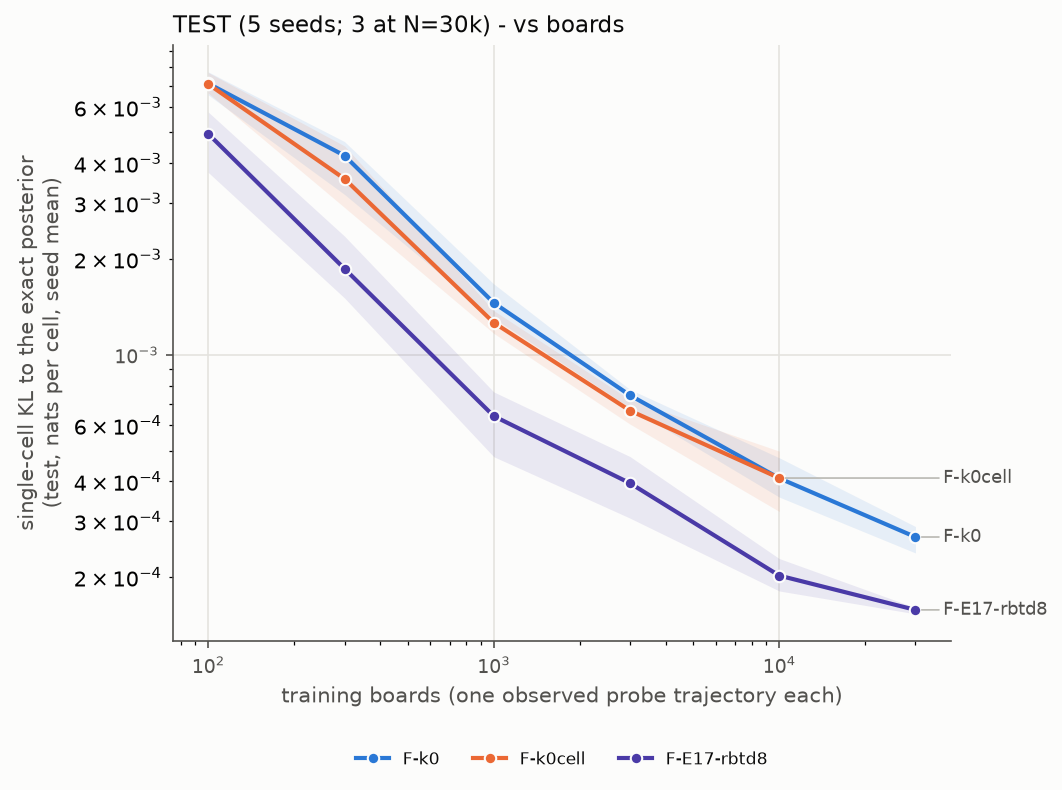 TEST (5 seeds; 3 at N=30k) - vs boards
single-cell KL to the exact posterior
(test, nats per cell, seed mean)
6 × 10⁻³
4 × 10⁻³
3 × 10⁻³
2 × 10⁻³
10⁻³
6 × 10⁻⁴
4 × 10⁻⁴
3 × 10⁻⁴
2 × 10⁻⁴
F-k0cell
F-k0
F-E17-rbtd8
10² 10³ 10⁴
training boards (one observed probe trajectory each)
F-k0 F-k0cell F-E17-rbtd8